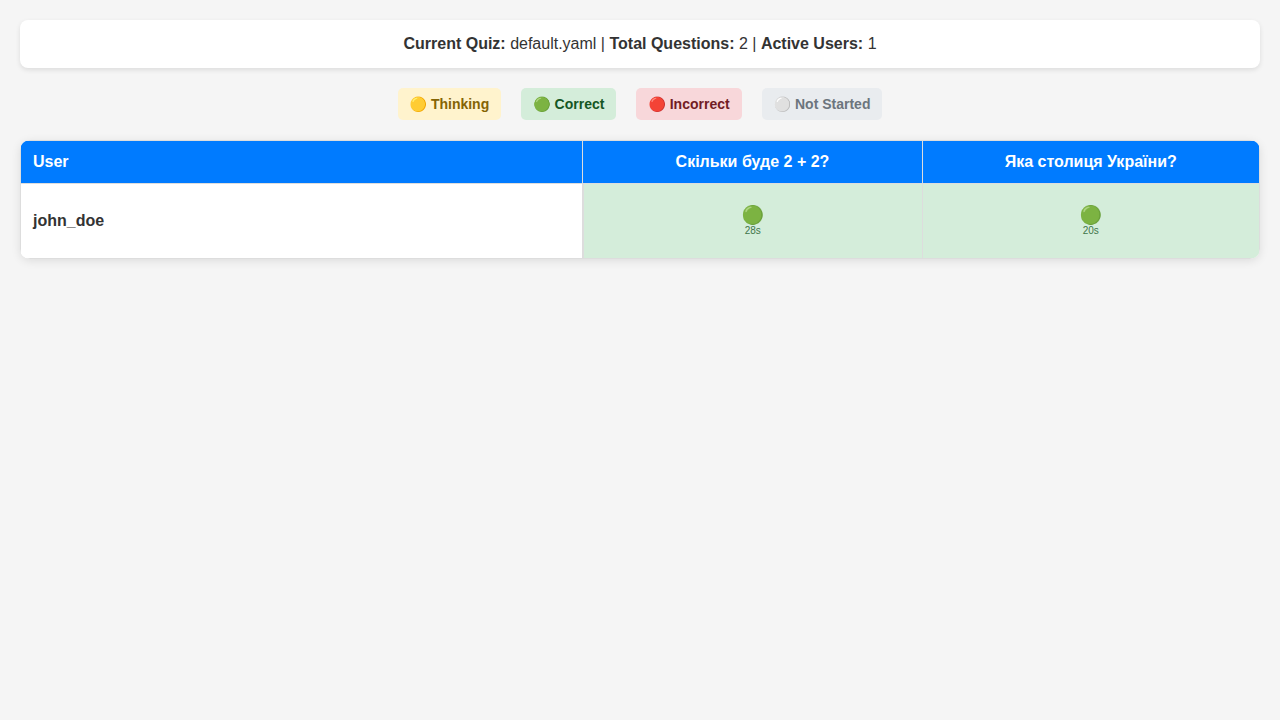 Current Quiz: default.yaml | Total Questions: 2 | Active Users: 1
🟡 Thinking 🟢 Correct 🔴 Incorrect ⚪ Not Started
User Скільки буде 2 + 2? Яка столиця України?
john_doe 🟢 🟢
28s 20s